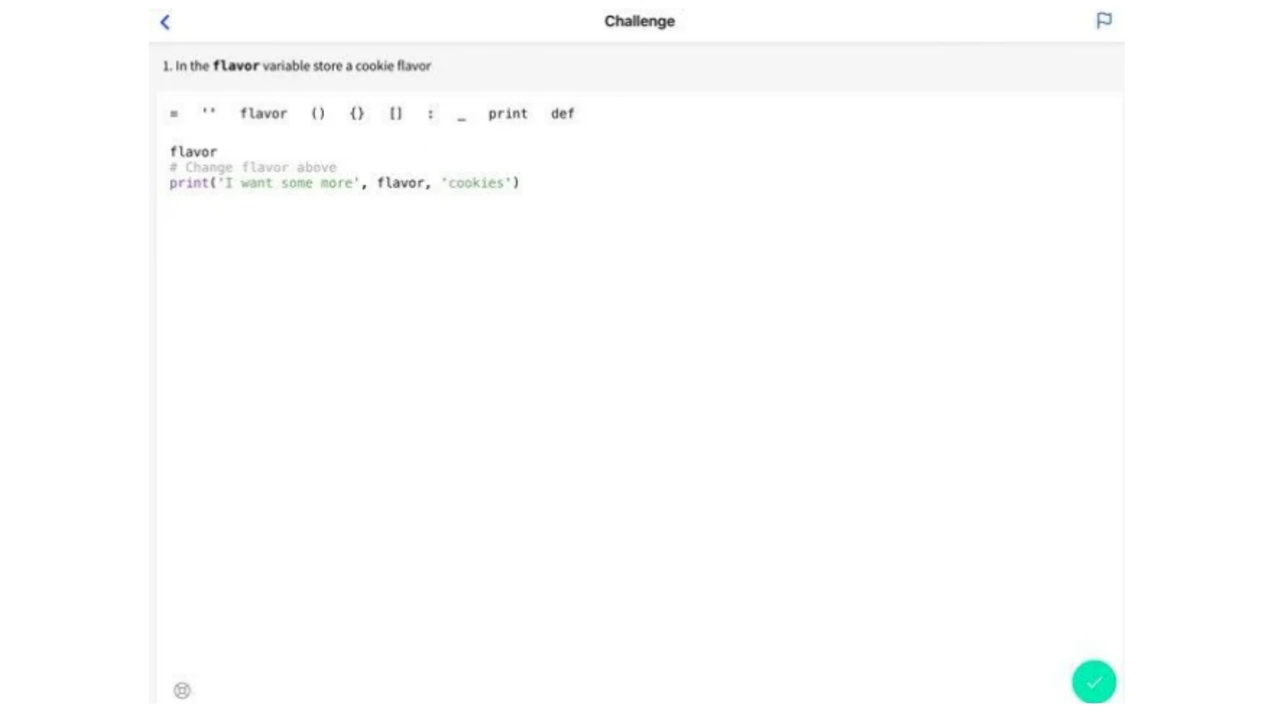 Challenge
1. In the flavor variable store a cookie flavor
= '' flavor () {} [] : _ print def
flavor
# Change flavor above
print('I want some more', flavor, 'cookies')